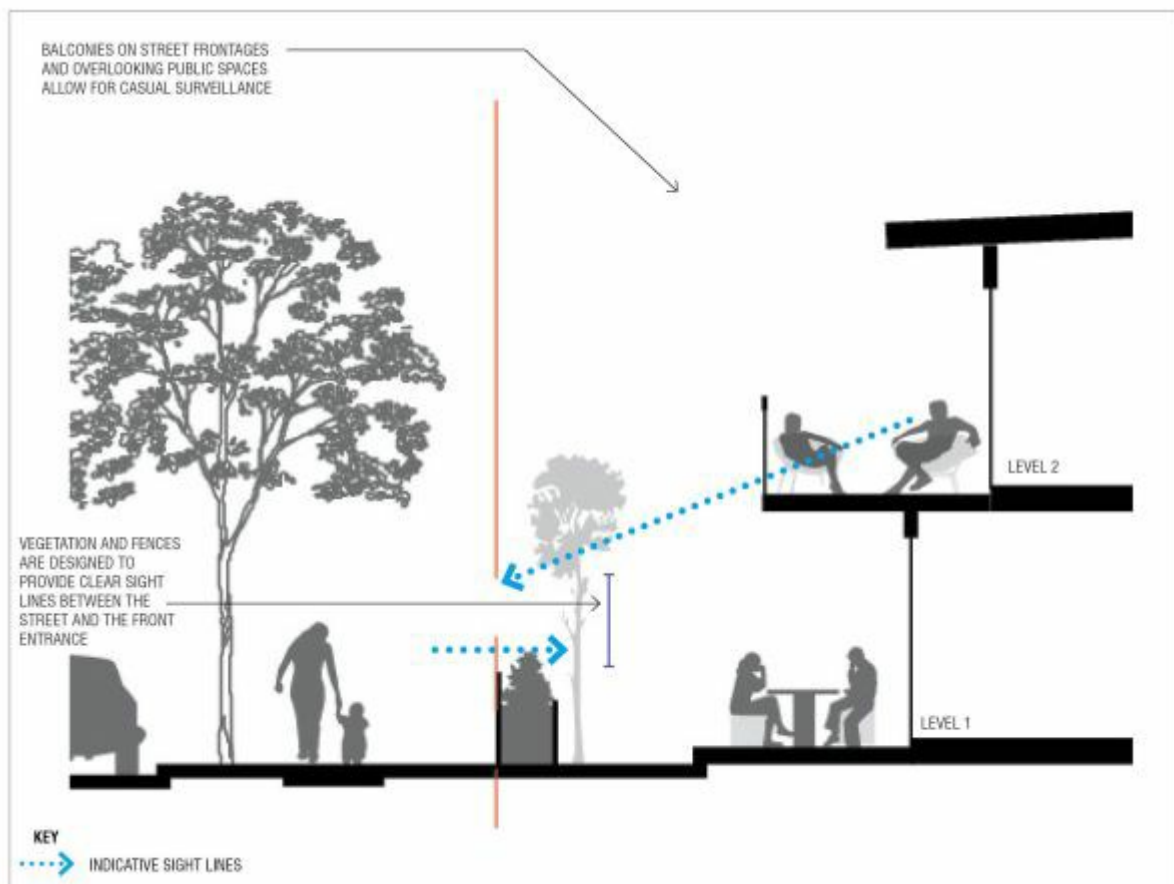 BALCONIES ON STREET FRONTAGES
AND OVERLOOKING PUBLIC SPACES
ALLOW FOR CASUAL SURVEILLANCE
LEVEL 2
VEGETATION AND FENCES
ARE DESIGNED TO
PROVIDE CLEAR SIGHT
LINES BETWEEN THE
STREET AND THE FRONT
ENTRANCE
LEVEL 1
KEY
INDICATIVE SIGHT LINES